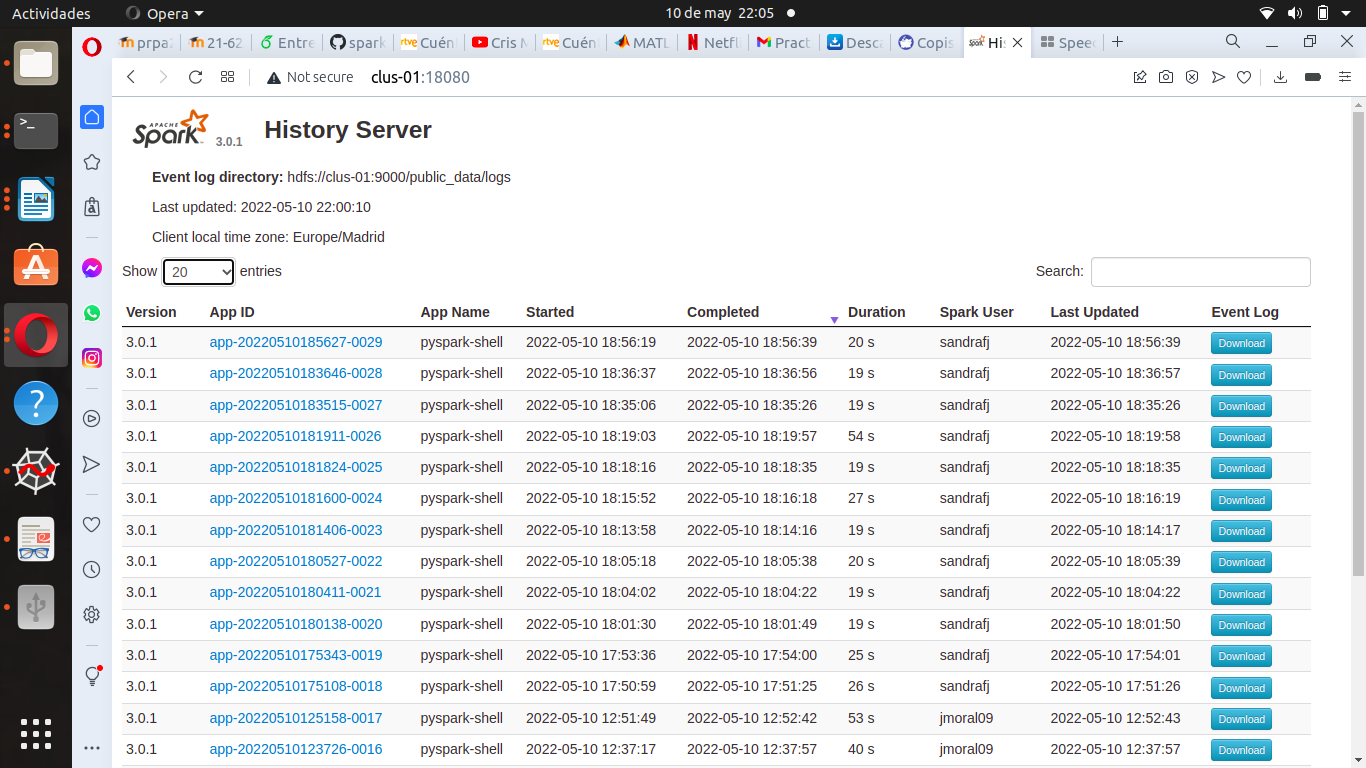 Actividades Opera 10 de may 22:05
prpa2 21-62 Entre spark Cuén Cris M Cuén MATL Netfl Pract Desca Copis His Speed
Not secure clus-01:18080
APACHE Spark 3.0.1 History Server
Event log directory: hdfs://clus-01:9000/public_data/logs
Last updated: 2022-05-10 22:00:10
Client local time zone: Europe/Madrid
Show 20 entries Search:
Version App ID App Name Started Completed Duration Spark User Last Updated Event Log
3.0.1 app-20220510185627-0029 pyspark-shell 2022-05-10 18:56:19 2022-05-10 18:56:39 20 s sandrafj 2022-05-10 18:56:39 Download
3.0.1 app-20220510183646-0028 pyspark-shell 2022-05-10 18:36:37 2022-05-10 18:36:56 19 s sandrafj 2022-05-10 18:36:57 Download
3.0.1 app-20220510183515-0027 pyspark-shell 2022-05-10 18:35:06 2022-05-10 18:35:26 19 s sandrafj 2022-05-10 18:35:26 Download
3.0.1 app-20220510181911-0026 pyspark-shell 2022-05-10 18:19:03 2022-05-10 18:19:57 54 s sandrafj 2022-05-10 18:19:58 Download
3.0.1 app-20220510181824-0025 pyspark-shell 2022-05-10 18:18:16 2022-05-10 18:18:35 19 s sandrafj 2022-05-10 18:18:35 Download
3.0.1 app-20220510181600-0024 pyspark-shell 2022-05-10 18:15:52 2022-05-10 18:16:18 27 s sandrafj 2022-05-10 18:16:19 Download
3.0.1 app-20220510181406-0023 pyspark-shell 2022-05-10 18:13:58 2022-05-10 18:14:16 19 s sandrafj 2022-05-10 18:14:17 Download
3.0.1 app-20220510180527-0022 pyspark-shell 2022-05-10 18:05:18 2022-05-10 18:05:38 20 s sandrafj 2022-05-10 18:05:39 Download
3.0.1 app-20220510180411-0021 pyspark-shell 2022-05-10 18:04:02 2022-05-10 18:04:22 19 s sandrafj 2022-05-10 18:04:22 Download
3.0.1 app-20220510180138-0020 pyspark-shell 2022-05-10 18:01:30 2022-05-10 18:01:49 19 s sandrafj 2022-05-10 18:01:50 Download
3.0.1 app-20220510175343-0019 pyspark-shell 2022-05-10 17:53:36 2022-05-10 17:54:00 25 s sandrafj 2022-05-10 17:54:01 Download
3.0.1 app-20220510175108-0018 pyspark-shell 2022-05-10 17:50:59 2022-05-10 17:51:25 26 s sandrafj 2022-05-10 17:51:26 Download
3.0.1 app-20220510125158-0017 pyspark-shell 2022-05-10 12:51:49 2022-05-10 12:52:42 53 s jmoral09 2022-05-10 12:52:43 Download
3.0.1 app-20220510123726-0016 pyspark-shell 2022-05-10 12:37:17 2022-05-10 12:37:57 40 s jmoral09 2022-05-10 12:37:57 Download